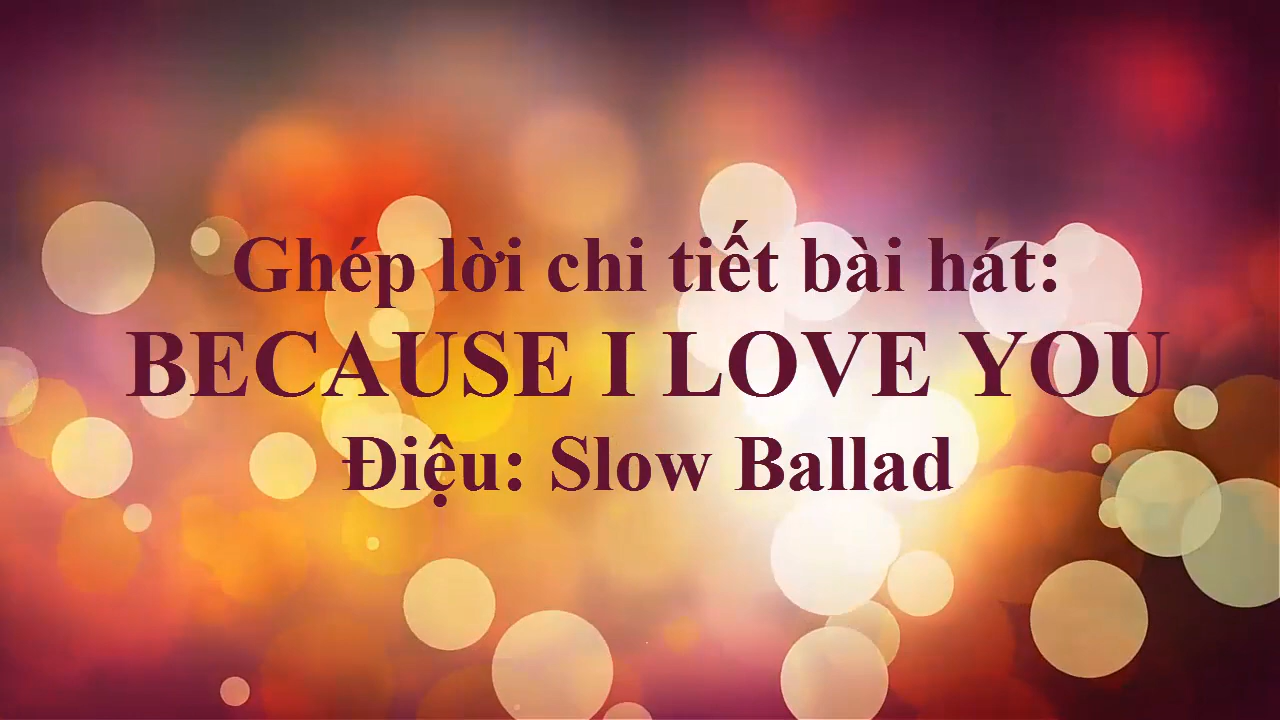 Ghép lời chi tiết bài hát:
BECAUSE I LOVE YOU
Điệu: Slow Ballad